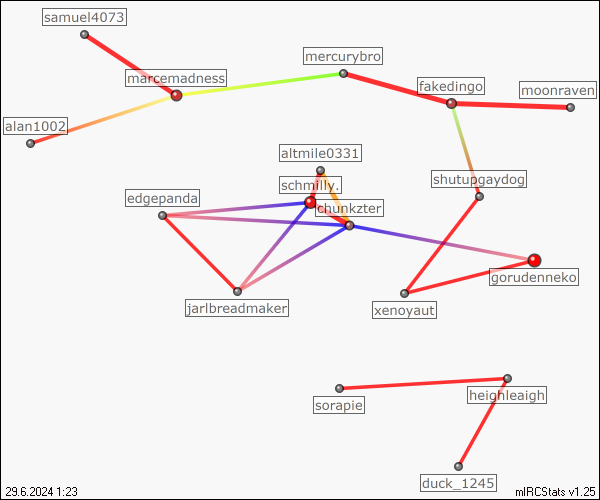 samuel4073
mercurybro
marcemadness
fakedingo
moonraven
alan1002
altmile0331
schmilly.
shutupgaydog
edgepanda
chunkzter
gorudenneko
jarlbreadmaker
xenoyaut
heighleaigh
sorapie
duck_1245
29.6.2024 1:23
mIRCStats v1.25